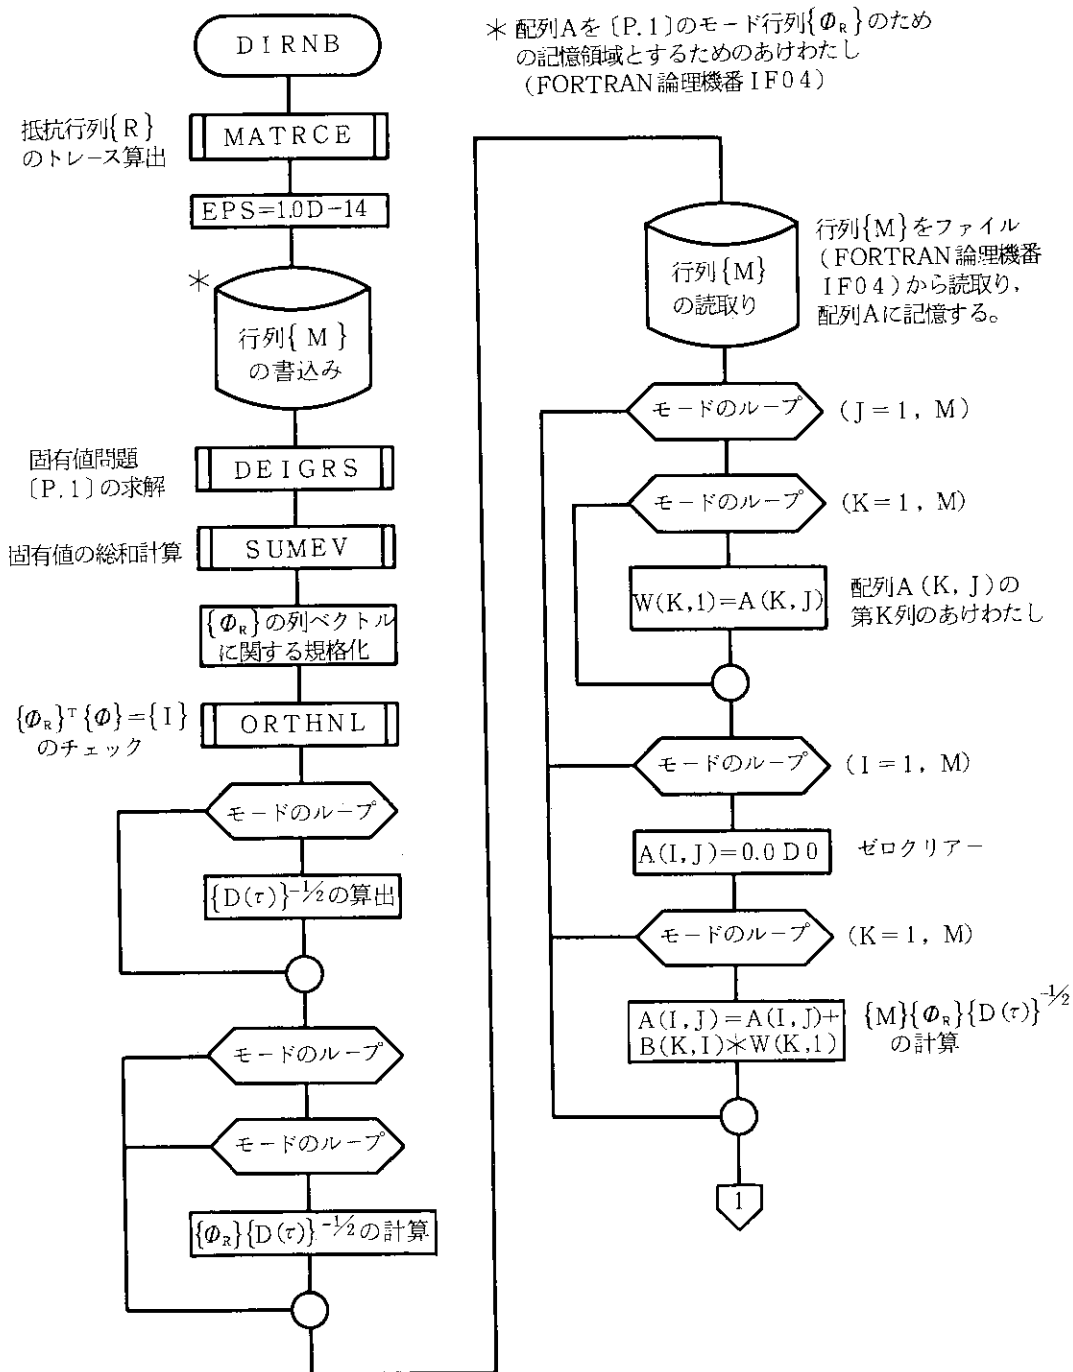 DIRNB
抵抗行列{R}
のトレース算出
MATRCE
EPS=1.0D-14
*
行列{M}
の書込み
固有値問題
〔P.1〕の求解
DEIGRS
固有値の総和計算
SUMEV
{Φ_R}の列ベクトル
に関する規格化
{Φ_R}ᵀ{Φ}={I}
のチェック
ORTHNL
モードのループ
{D(τ)}^{-1/2}の算出
モードのループ
モードのループ
{Φ_R}{D(τ)}^{-1/2}の計算
* 配列Aを〔P.1〕のモード行列{Φ_R}のため
の記憶領域とするためのあけわたし
(FORTRAN論理機番IF04)
行列{M}
の読取り
行列{M}をファイル
(FORTRAN論理機番
IF04)から読取り,
配列Aに記憶する。
モードのループ (J=1, M)
モードのループ (K=1, M)
W(K,1)=A(K,J)
配列A(K,J)の
第K列のあけわたし
モードのループ (I=1, M)
A(I,J)=0.0D0 ゼロクリアー
モードのループ (K=1, M)
A(I,J)=A(I,J)+
B(K,I)*W(K,1)
{M}{Φ_R}{D(τ)}^{-1/2}
の計算
1